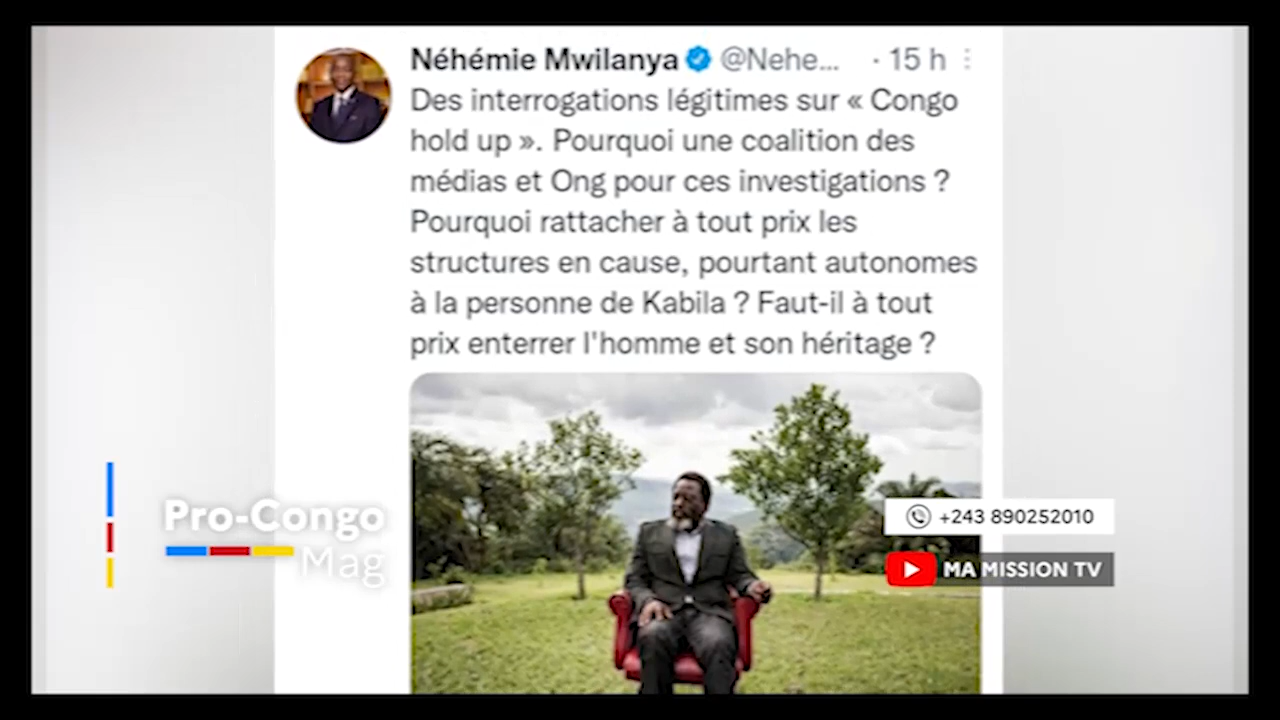 Néhémie Mwilanya @Nehe... · 15 h
Des interrogations légitimes sur « Congo
hold up ». Pourquoi une coalition des
médias et Ong pour ces investigations ?
Pourquoi rattacher à tout prix les
structures en cause, pourtant autonomes
à la personne de Kabila ? Faut-il à tout
prix enterrer l'homme et son héritage ?
Pro-Congo
Mag
+243 890252010
MA MISSION TV